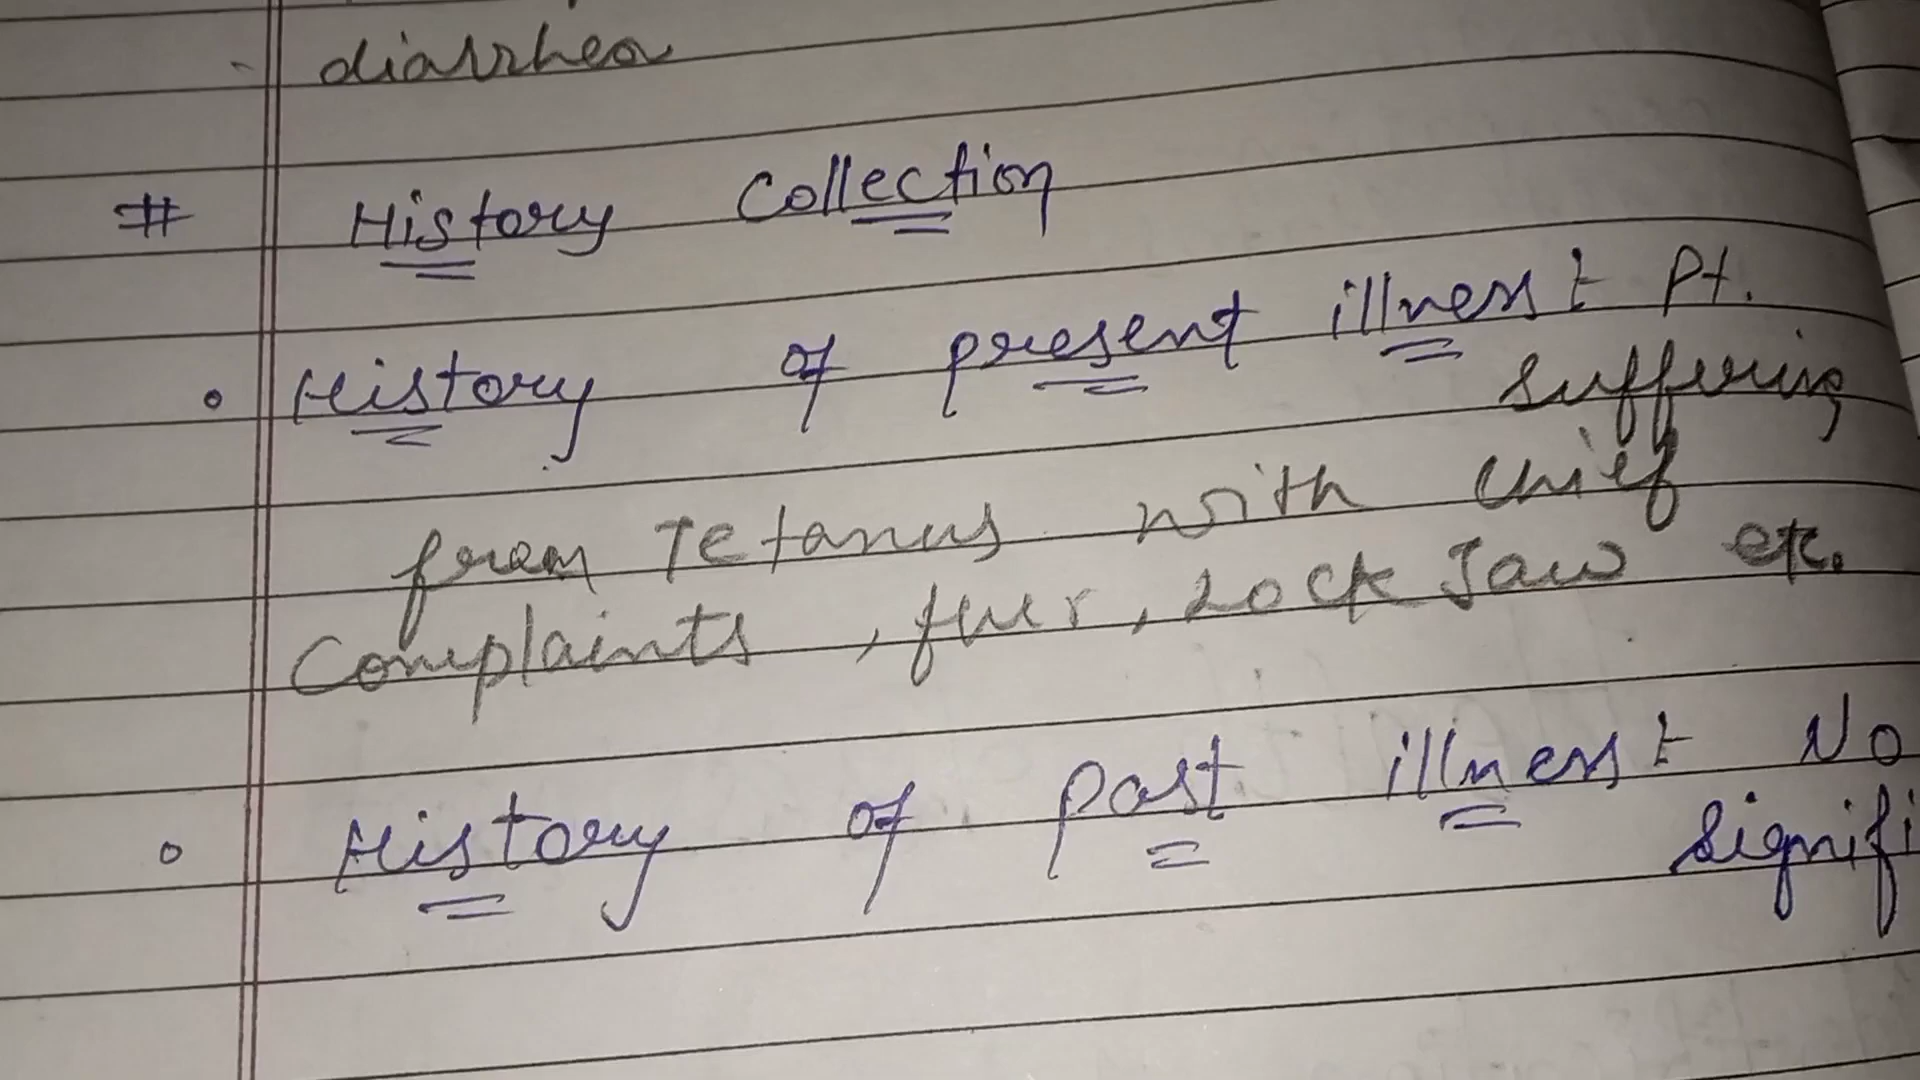 - diarrhea
# History Collection
• History of present illness :- Pt.
suffering
from Tetanus with chief
Complaints, fever, Lock Jaw etc.
• History of past illness :- No
signifi